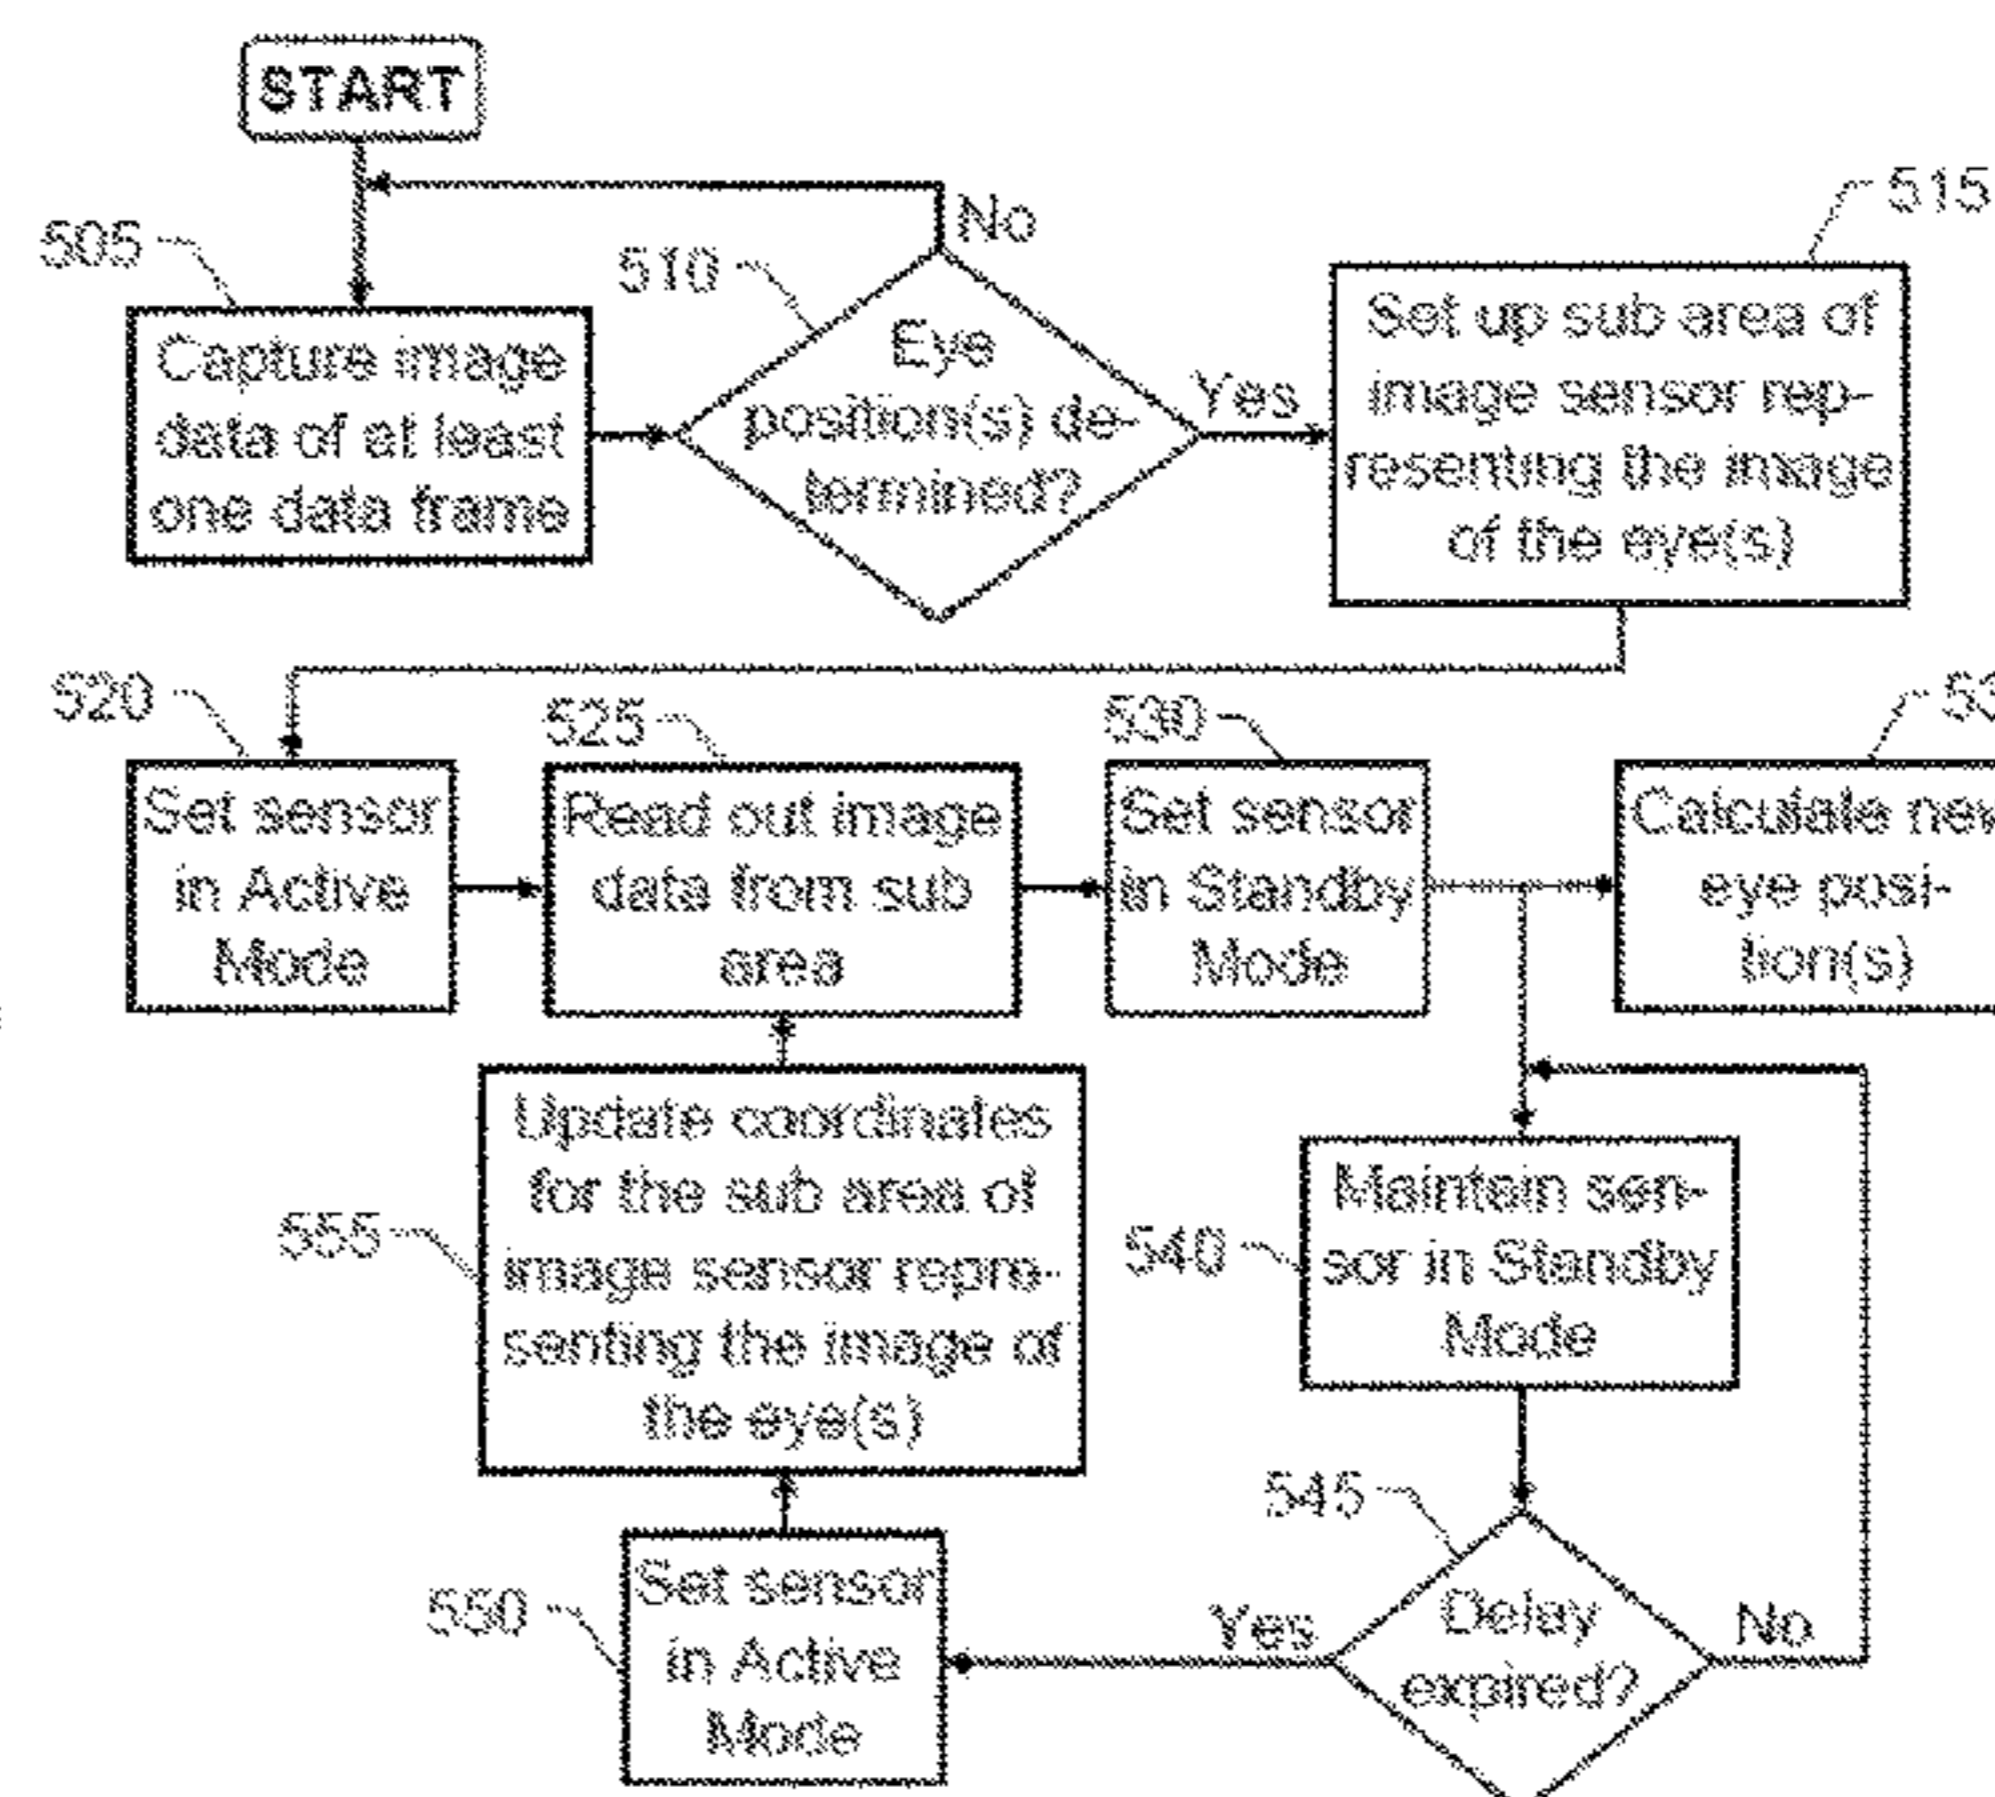 START
No
515
505
510
Capture image
data of at least
one data frame
Eye
position(s) de-
termined?
Yes
Set up sub area of
image sensor rep-
resenting the image
of the eye(s)
520
525
530
Set sensor
in Active
Mode
Read out image
data from sub
area
Set sensor
in Standby
Mode
Calculate
eye posi-
tion(s)
555
Update coordinates
for the sub area of
image sensor repre-
senting the image of
the eye(s)
540
Maintain sen-
sor in Standby
Mode
545
550
Set sensor
in Active
Mode
Yes
Delay
expired?
No